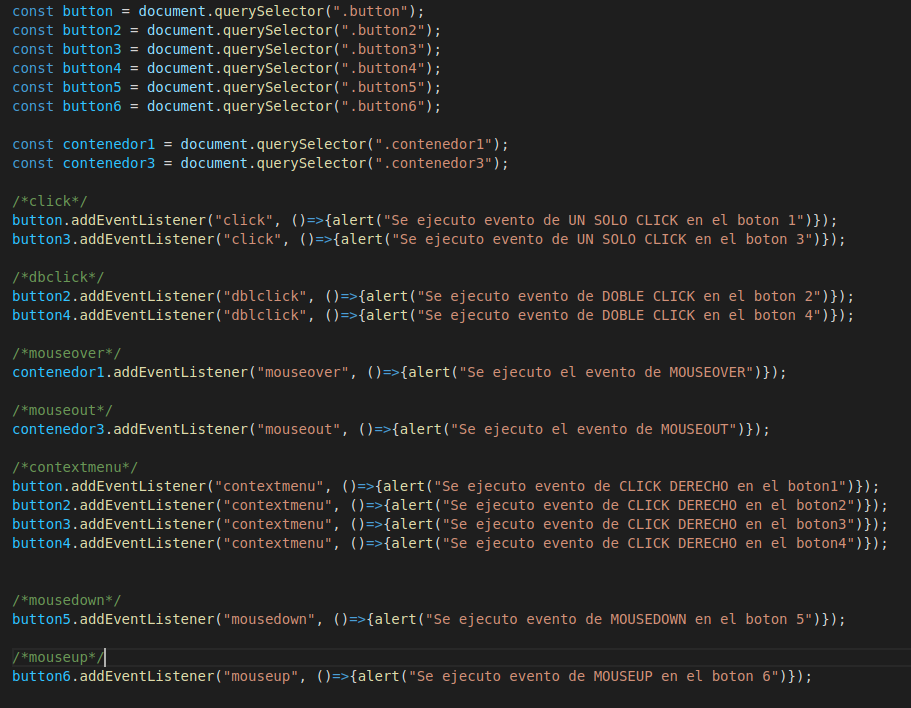 const button = document.querySelector(".button");
const button2 = document.querySelector(".button2");
const button3 = document.querySelector(".button3");
const button4 = document.querySelector(".button4");
const button5 = document.querySelector(".button5");
const button6 = document.querySelector(".button6");
const contenedor1 = document.querySelector(".contenedor1");
const contenedor3 = document.querySelector(".contenedor3");
/*click*/
button.addEventListener("click", ()=>{alert("Se ejecuto evento de UN SOLO CLICK en el boton 1")});
button3.addEventListener("click", ()=>{alert("Se ejecuto evento de UN SOLO CLICK en el boton 3")});
/*dbclick*/
button2.addEventListener("dblclick", ()=>{alert("Se ejecuto evento de DOBLE CLICK en el boton 2")});
button4.addEventListener("dblclick", ()=>{alert("Se ejecuto evento de DOBLE CLICK en el boton 4")});
/*mouseover*/
contenedor1.addEventListener("mouseover", ()=>{alert("Se ejecuto el evento de MOUSEOVER")});
/*mouseout*/
contenedor3.addEventListener("mouseout", ()=>{alert("Se ejecuto el evento de MOUSEOUT")});
/*contextmenu*/
button.addEventListener("contextmenu", ()=>{alert("Se ejecuto evento de CLICK DERECHO en el boton1")});
button2.addEventListener("contextmenu", ()=>{alert("Se ejecuto evento de CLICK DERECHO en el boton2")});
button3.addEventListener("contextmenu", ()=>{alert("Se ejecuto evento de CLICK DERECHO en el boton3")});
button4.addEventListener("contextmenu", ()=>{alert("Se ejecuto evento de CLICK DERECHO en el boton4")});
/*mousedown*/
button5.addEventListener("mousedown", ()=>{alert("Se ejecuto evento de MOUSEDOWN en el boton 5")});
/*mouseup*/
button6.addEventListener("mouseup", ()=>{alert("Se ejecuto evento de MOUSEUP en el boton 6")});